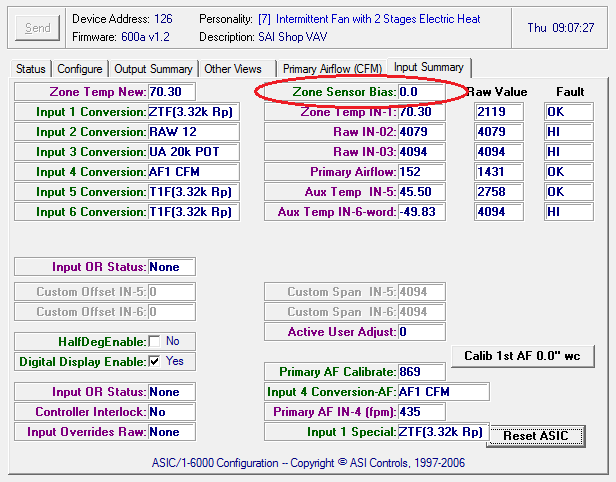 Send
Device Address: 126 Personality: [7] Intermittent Fan with 2 Stages Electric Heat
Thu 09:07:27
Firmware: 600a v1.2 Description: SAI Shop VAV
Status Configure Output Summary Other Views Primary Airflow (CFM) Input Summary
Zone Temp New: 70.30 Zone Sensor Bias: 0.0 Raw Value Fault
Input 1 Conversion: ZTF(3.32k Rp) Zone Temp IN-1: 70.30 2119 OK
Input 2 Conversion: RAW 12 Raw IN-02: 4079 4079 HI
Input 3 Conversion: UA 20k POT Raw IN-03: 4094 4094 HI
Input 4 Conversion: AF1 CFM Primary Airflow: 152 1431 OK
Input 5 Conversion: T1F(3.32k Rp) Aux Temp IN-5: 45.50 2758 OK
Input 6 Conversion: T1F(3.32k Rp) Aux Temp IN-6-word: -49.83 4094 HI
Input OR Status: None
Custom Offset IN-5: 0 Custom Span IN-5: 4094
Custom Offset IN-6: 0 Custom Span IN-6: 4094
Active User Adjust: 0
HalfDegEnable: No
Calib 1st AF 0.0" wc
Digital Display Enable: Yes
Primary AF Calibrate: 869
Input OR Status: None Input 4 Conversion-AF: AF1 CFM
Controller Interlock: No Primary AF IN-4 (fpm): 435
Input Overrides Raw: None Input 1 Special: ZTF(3.32k Rp) Reset ASIC
ASIC/1-6000 Configuration -- Copyright © ASI Controls, 1997-2006